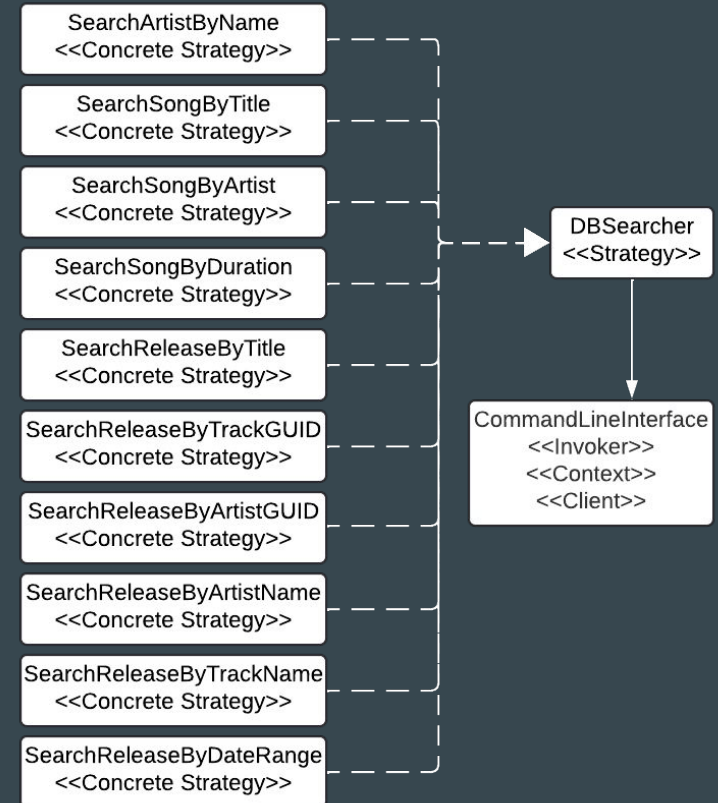 SearchArtistByName
<<Concrete Strategy>>
SearchSongByTitle
<<Concrete Strategy>>
SearchSongByArtist
<<Concrete Strategy>>
SearchSongByDuration
<<Concrete Strategy>>
SearchReleaseByTitle
<<Concrete Strategy>>
SearchReleaseByTrackGUID
<<Concrete Strategy>>
SearchReleaseByArtistGUID
<<Concrete Strategy>>
SearchReleaseByArtistName
<<Concrete Strategy>>
SearchReleaseByTrackName
<<Concrete Strategy>>
SearchReleaseByDateRange
<<Concrete Strategy>>
DBSearcher
<<Strategy>>
CommandLineInterface
<<Invoker>>
<<Context>>
<<Client>>